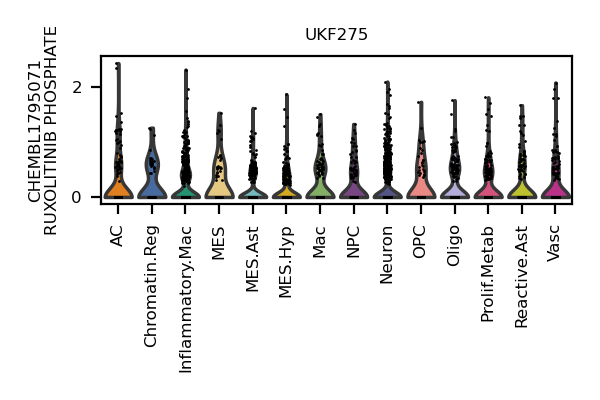 UKF275
CHEMBL1795071
RUXOLITINIB PHOSPHATE
2
0
AC
Chromatin.Reg
Inflammatory.Mac
MES
MES.Ast
MES.Hyp
Mac
NPC
Neuron
OPC
Oligo
Prolif.Metab
Reactive.Ast
Vasc